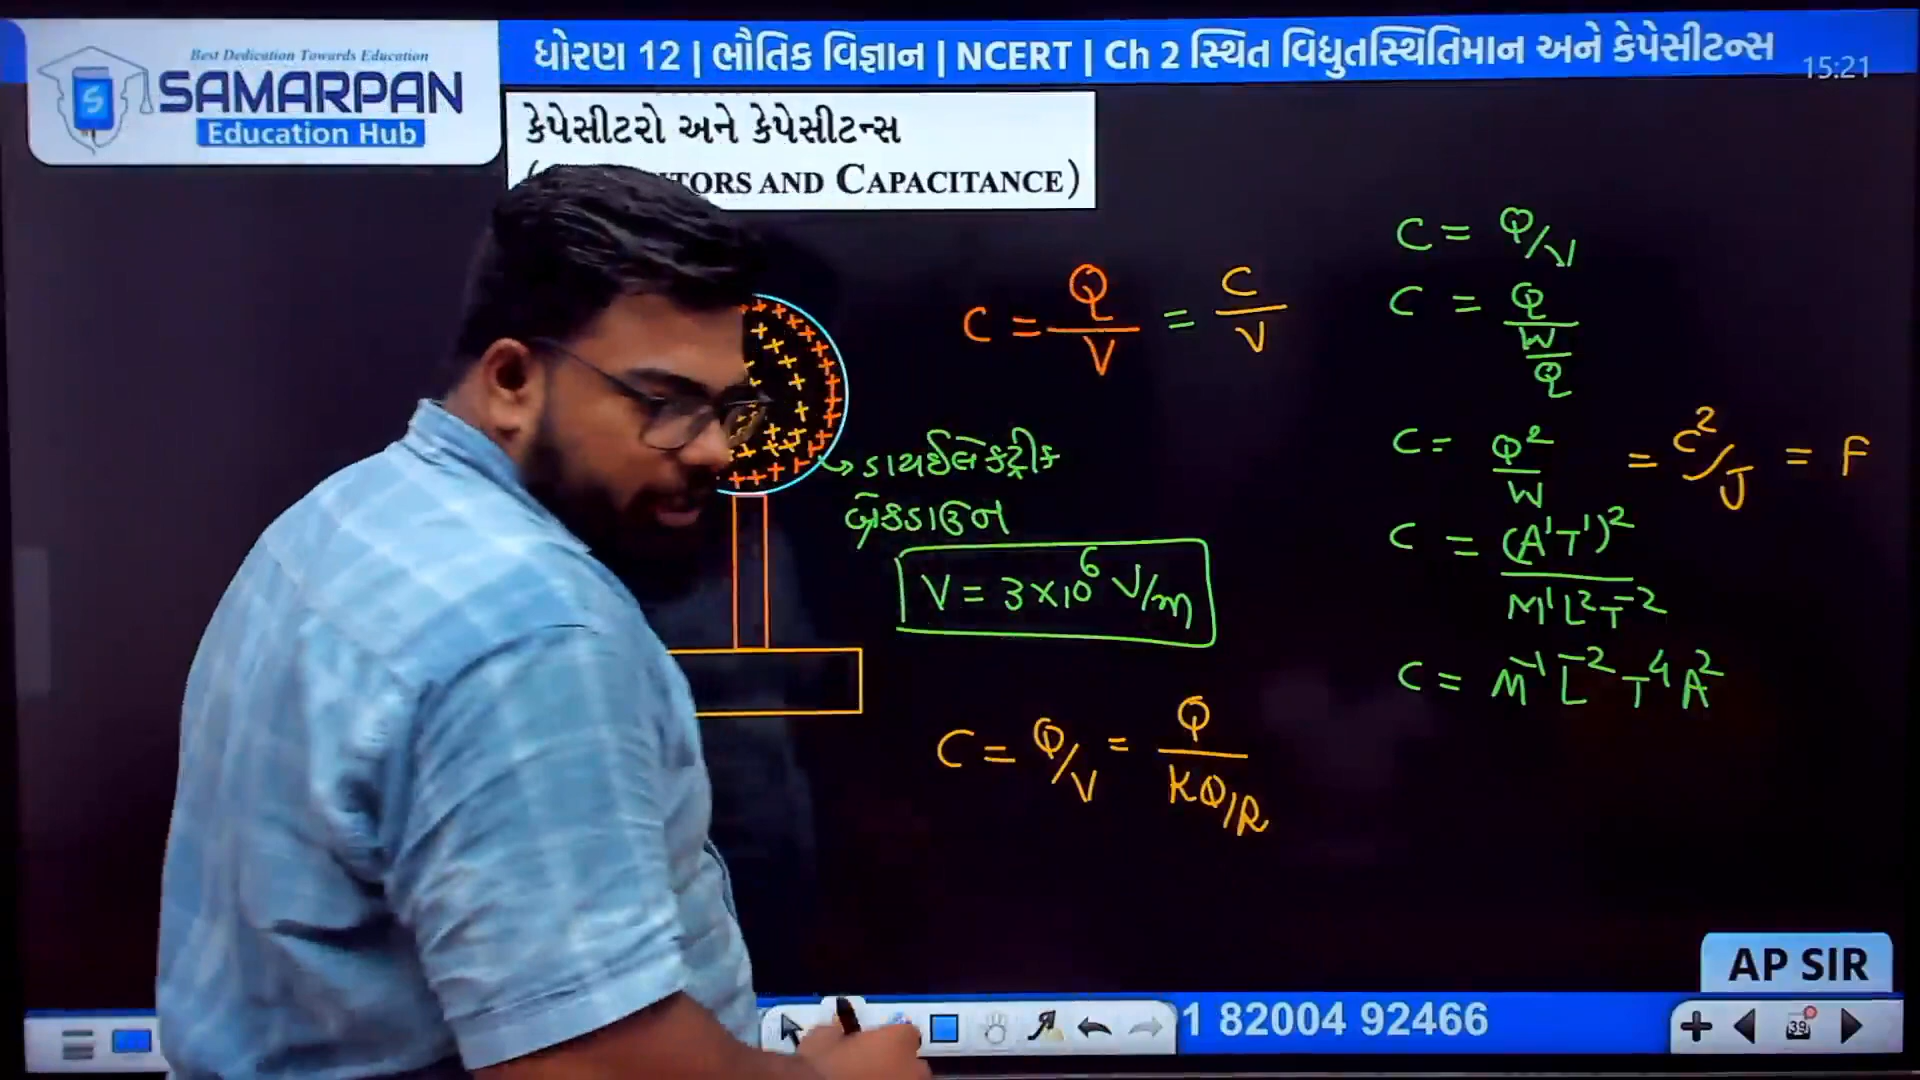 Best Dedication Towards Education
SAMARPAN
Education Hub
ધોરણ 12 | ભૌતિક વિજ્ઞાન | NCERT | Ch 2 સ્થિત વિદ્યુતસ્થિતિમાન અને કેપેસીટન્સ
15:21
કેપેસીટરો અને કેપેસીટન્સ
TORS AND CAPACITANCE)
C = Q/V = C/V
ડાયઈલેક્ટ્રીક
બ્રેકડાઉન
V = 3×10⁶ V/m
C = Q/V = Q/(KQ/R)
C = Q/V
C = Q/(W/Q)
C = Q²/W = C²/J = F
C = (A¹T¹)²/M¹L²T⁻²
C = M⁻¹L⁻²T⁴A²
AP SIR
1 82004 92466
39